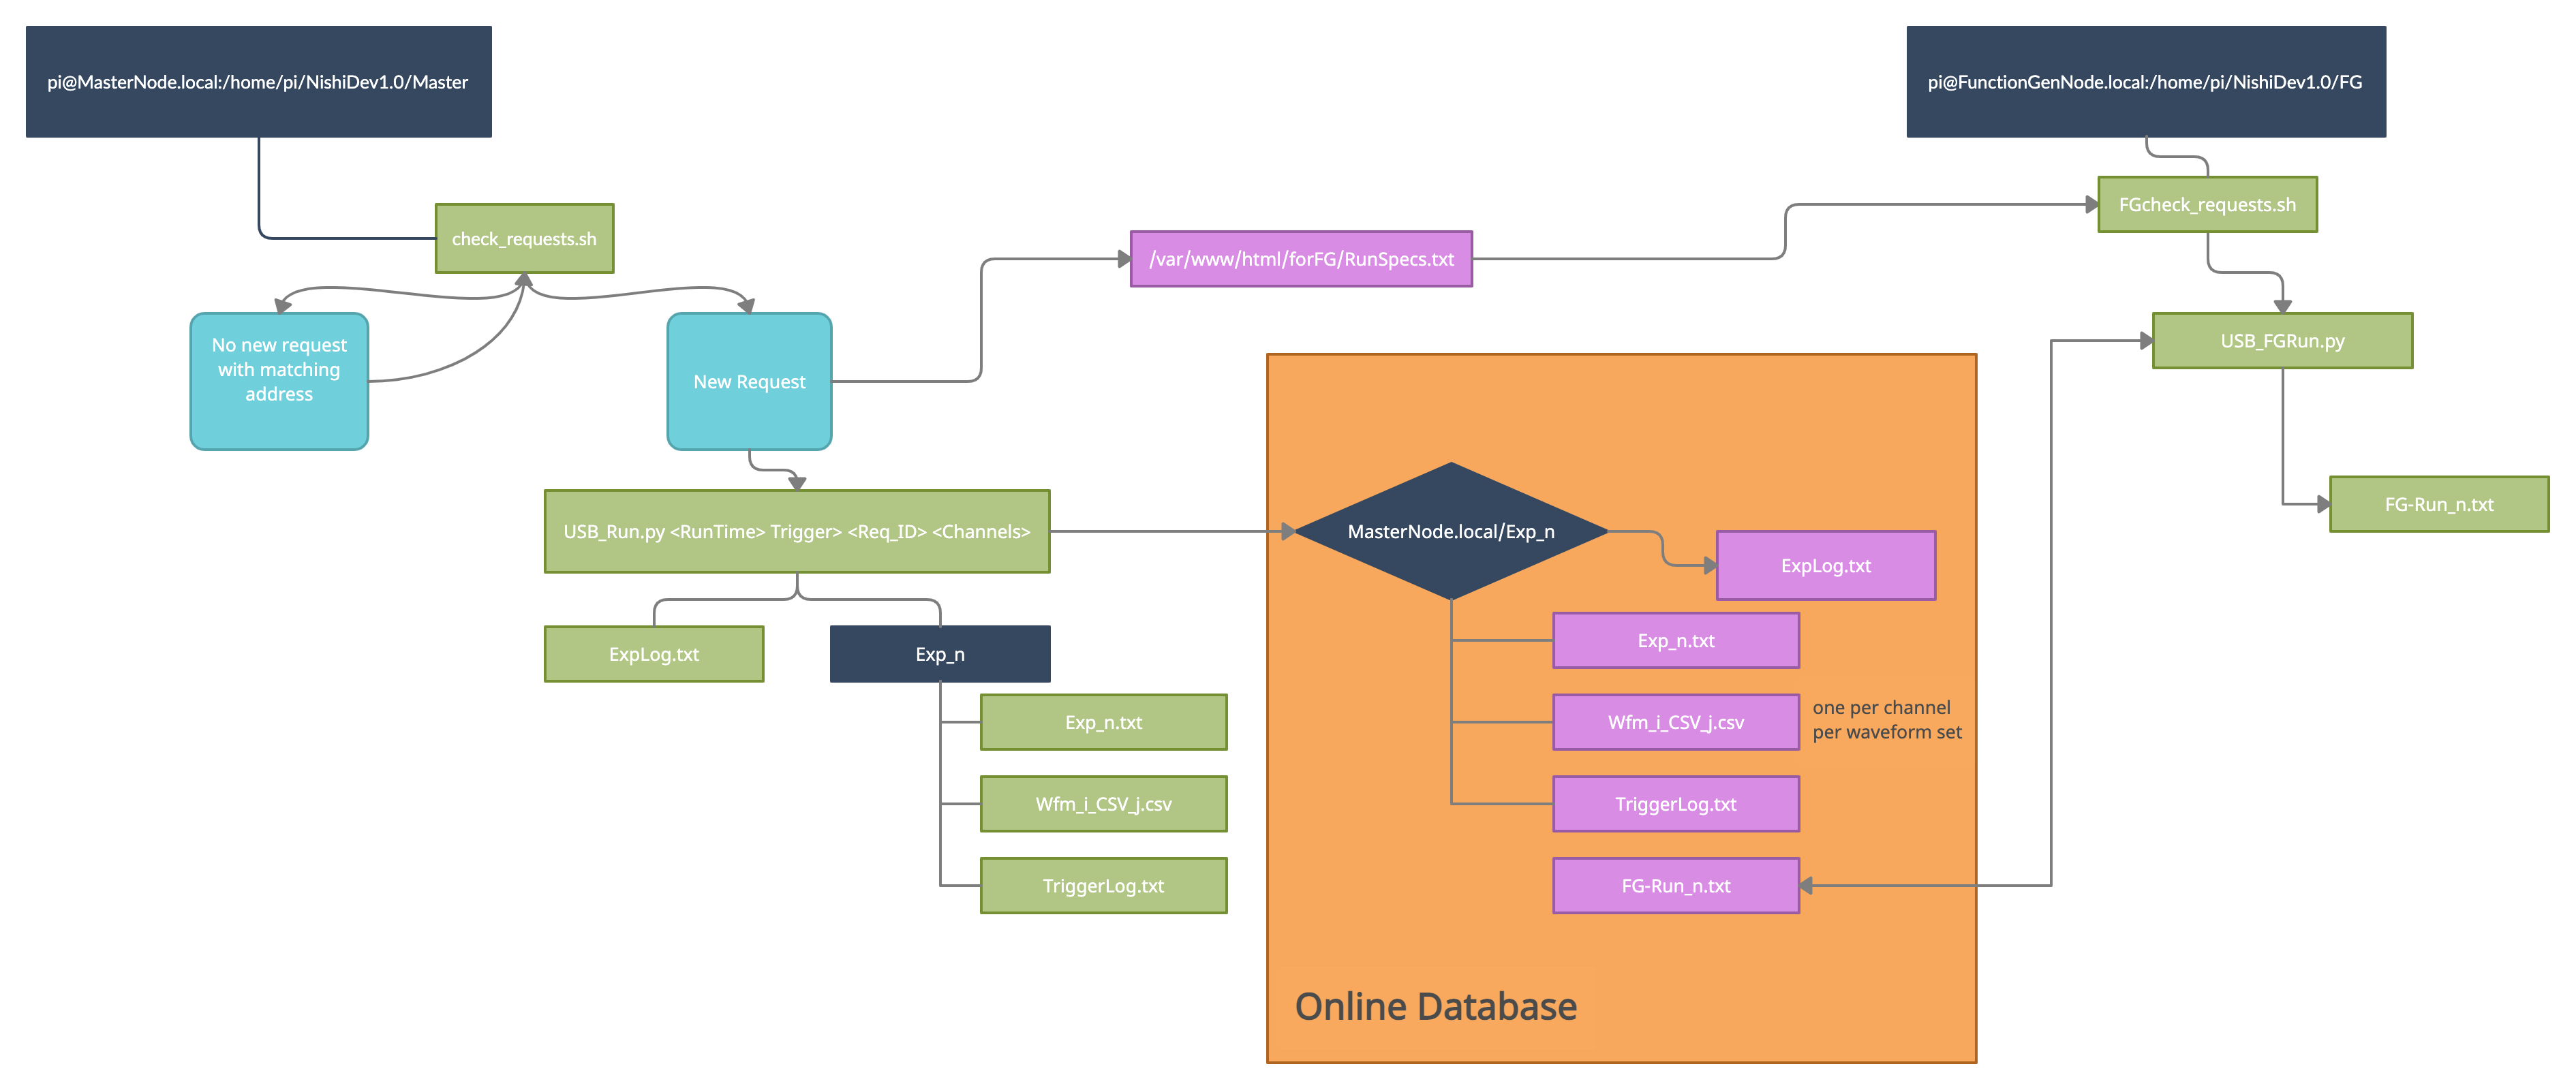 pi@MasterNode.local:/home/pi/NishiDev1.0/Master
pi@FunctionGenNode.local:/home/pi/NishiDev1.0/FG
check_requests.sh
FGcheck_requests.sh
/var/www/html/forFG/RunSpecs.txt
No new request
with matching
address
New Request
USB_FGRun.py
FG-Run_n.txt
USB_Run.py <RunTime> Trigger> <Req_ID> <Channels>
MasterNode.local/Exp_n
ExpLog.txt
ExpLog.txt
Exp_n
Exp_n.txt
Wfm_i_CSV_j.csv
TriggerLog.txt
Exp_n.txt
Wfm_i_CSV_j.csv
one per channel
per waveform set
TriggerLog.txt
FG-Run_n.txt
Online Database